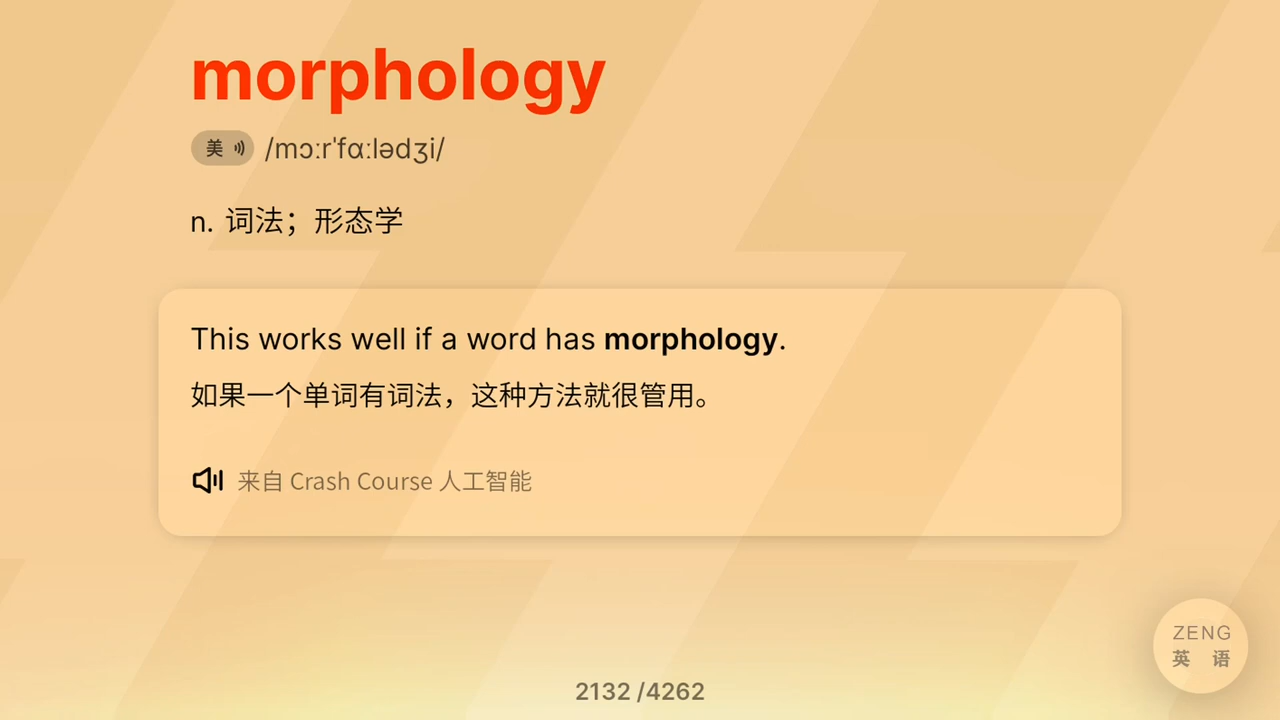 morphology
美 /mɔːrˈfɑːlədʒi/
n. 词法；形态学
This works well if a word has morphology.
如果一个单词有词法，这种方法就很管用。
来自 Crash Course 人工智能
ZENG
英 语
2132 /4262